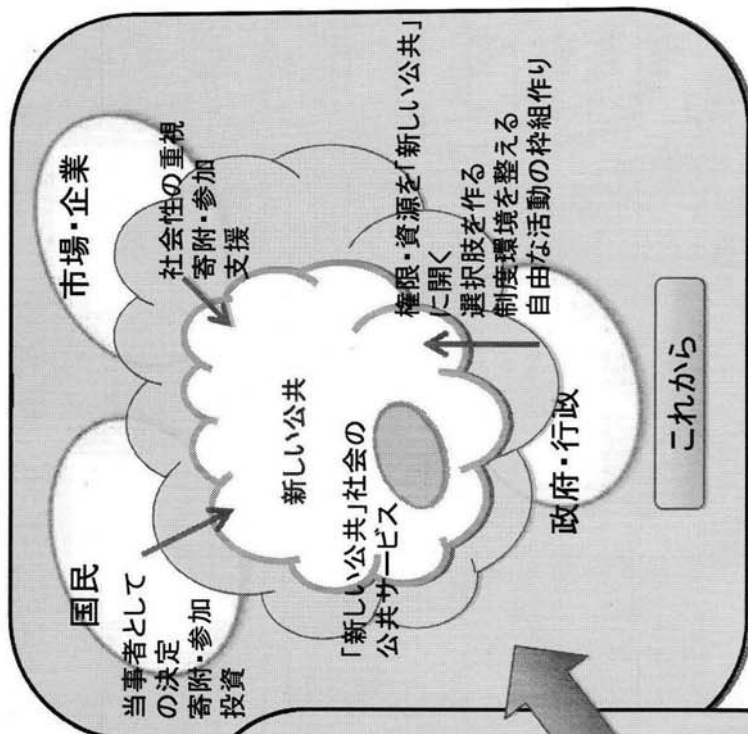 国民
当事者として
の決定
寄附・参加
投資
市場・企業
社会性の重視
寄附・参加
支援
新しい公共
「新しい公共」社会の
公共サービス
権限・資源を「新しい公共」
に開く
選択肢を作る
制度環境を整える
自由な活動の枠組作り
政府・行政
これから